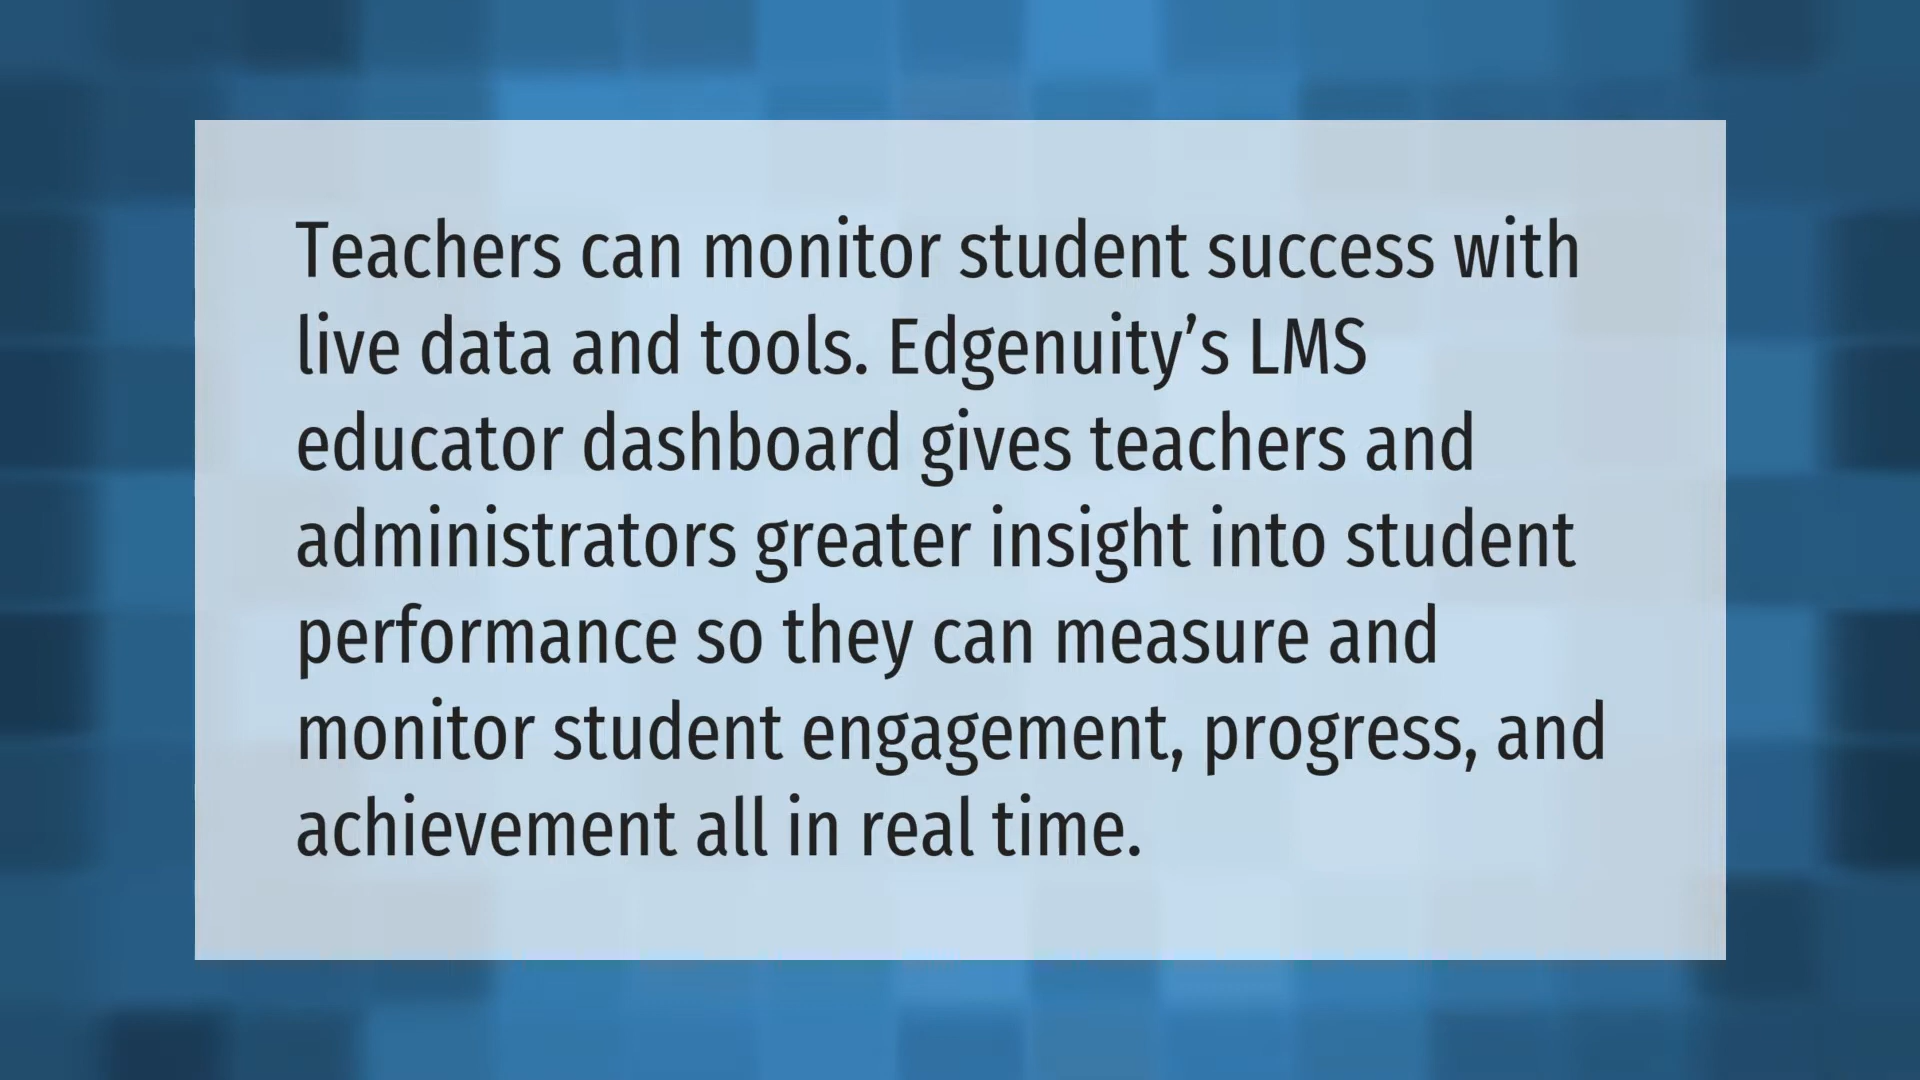 Teachers can monitor student success with
live data and tools. Edgenuity’s LMS
educator dashboard gives teachers and
administrators greater insight into student
performance so they can measure and
monitor student engagement, progress, and
achievement all in real time.